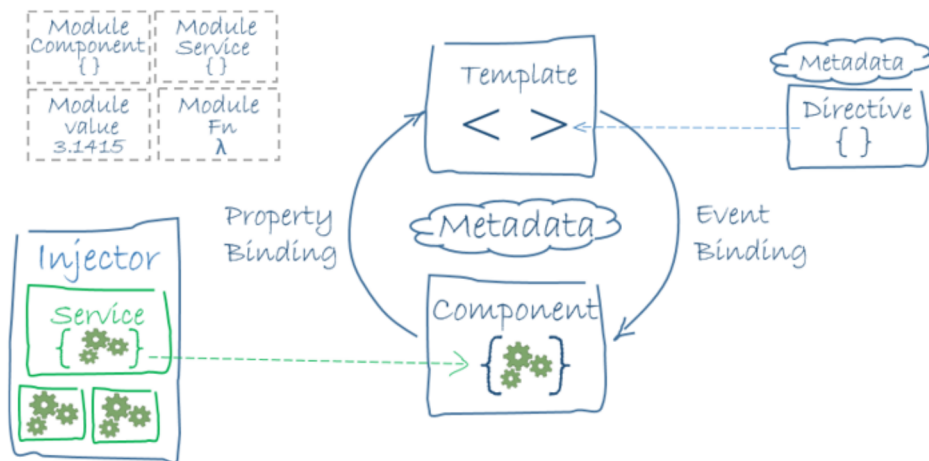 Module
Component
{ }
Module
Service
{ }
Module
value
3.1415
Module
Fn
λ
Template
< >
Metadata
Directive
{ }
Property
Binding
Metadata
Event
Binding
Injector
Service
{ }
Component
{ }